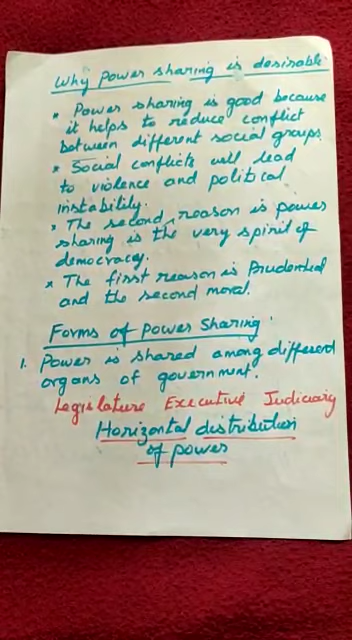 Why Power sharing is desirable
* Power sharing is good because
it helps to reduce conflict
between different social groups.
* Social conflicts will lead
to violence and political
instability.
* The second reason is power
sharing is the very spirit of
democracy.
* The first reason is Prudential
and the second moral.
Forms of Power Sharing
1. Power is shared among different
organs of government.
Legislature Executive Judiciary
Horizontal distribution
of power